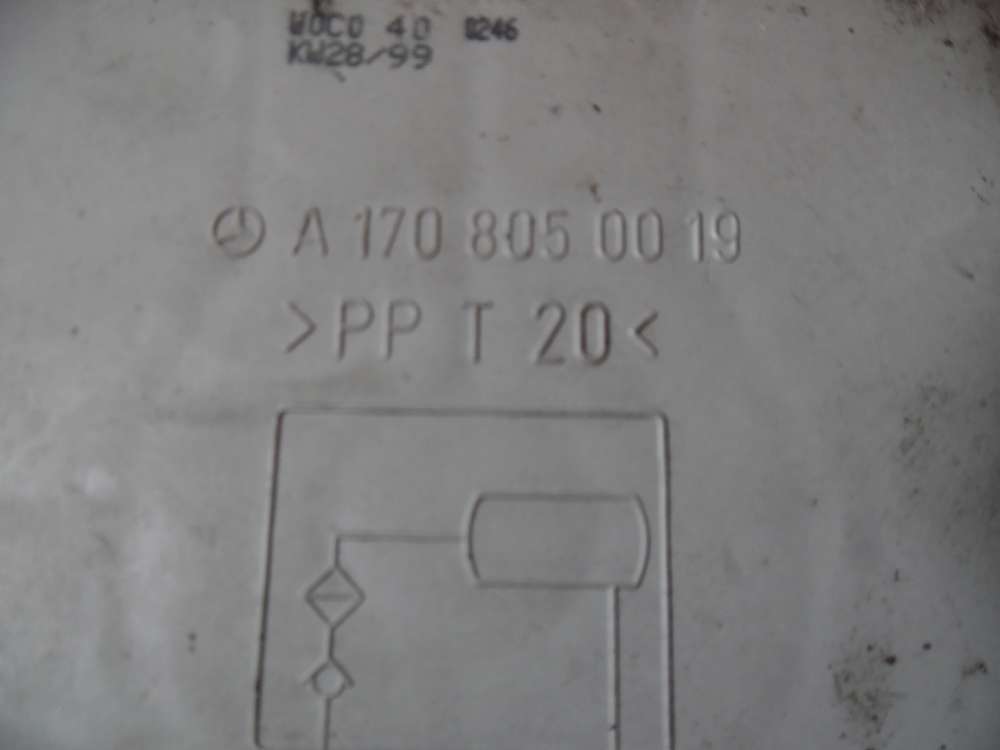 WOCO 40 8246
KW28/99
A 170 805 00 19
>PP T 20<